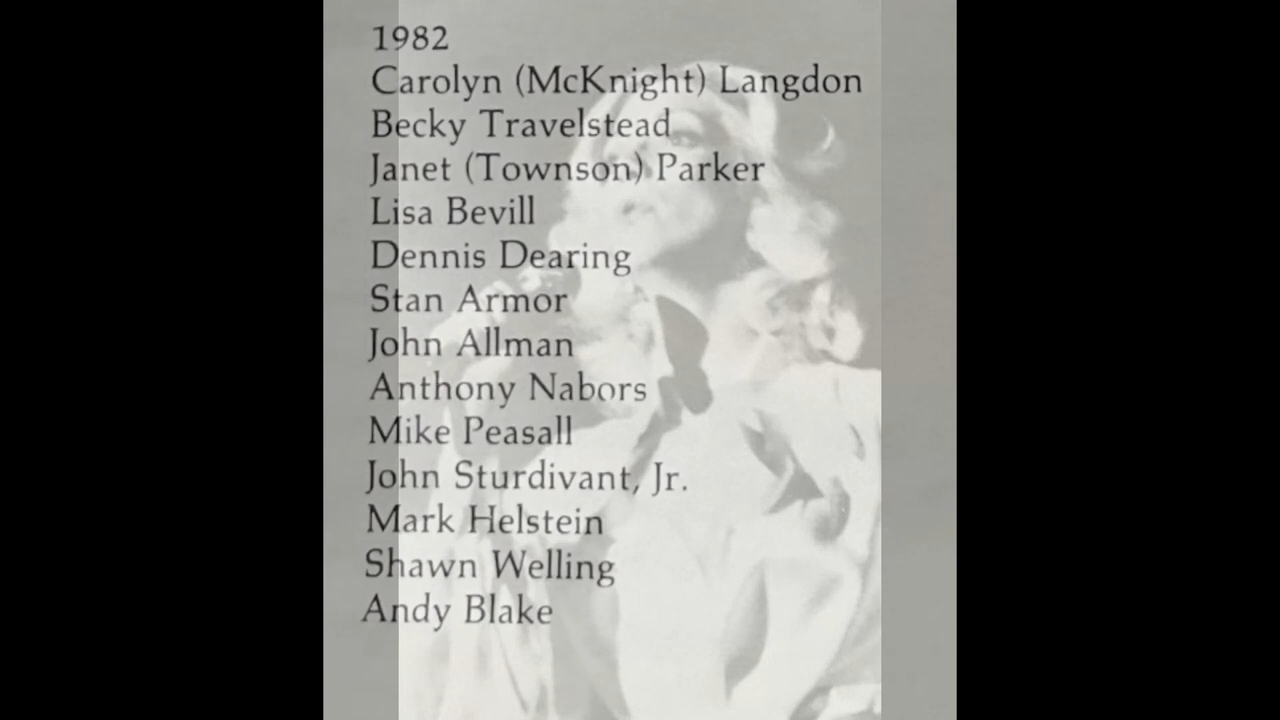 1982
Carolyn (McKnight) Langdon
Becky Travelstead
Janet (Townson) Parker
Lisa Bevill
Dennis Dearing
Stan Armor
John Allman
Anthony Nabors
Mike Peasall
John Sturdivant, Jr.
Mark Helstein
Shawn Welling
Andy Blake